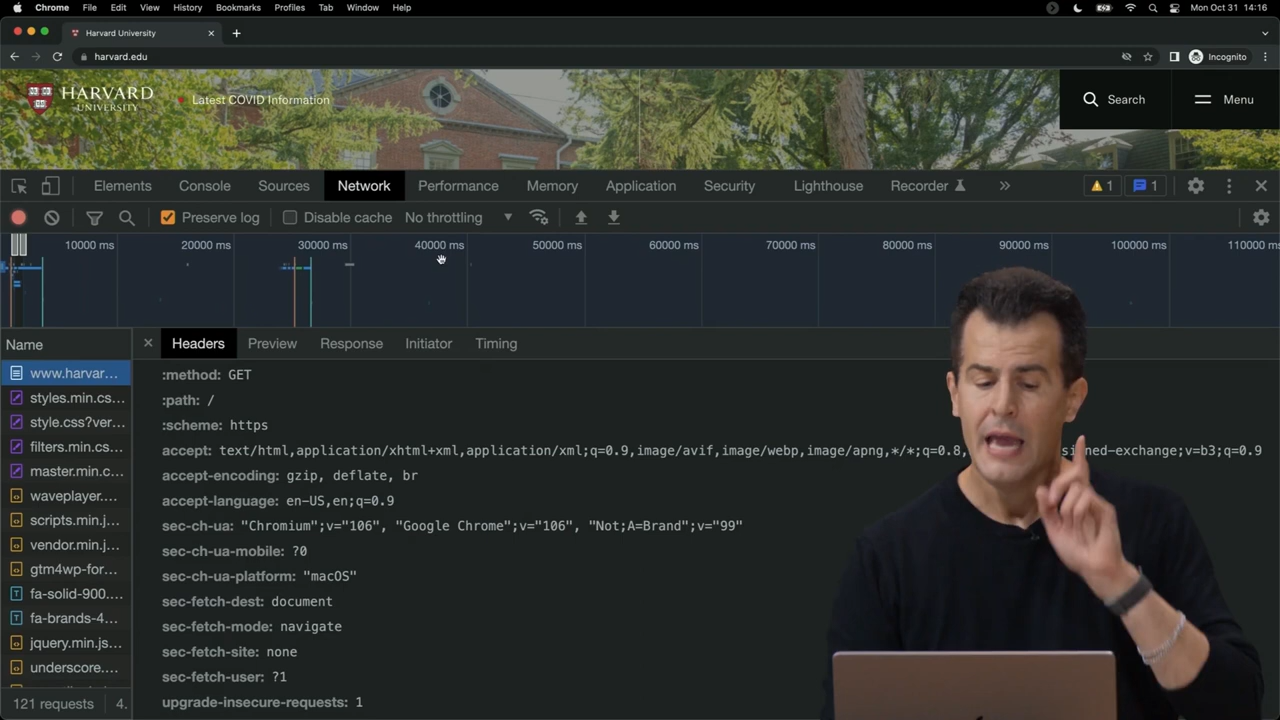 Chrome File Edit View History Bookmarks Profiles Tab Window Help Mon Oct 31 14:16
Harvard University
harvard.edu Incognito
HARVARD UNIVERSITY Latest COVID Information Search Menu
Elements Console Sources Network Performance Memory Application Security Lighthouse Recorder 1 1
Preserve log Disable cache No throttling
10000 ms 20000 ms 30000 ms 40000 ms 50000 ms 60000 ms 70000 ms 80000 ms 90000 ms 100000 ms 110000 m
Name Headers Preview Response Initiator Timing
www.harvar...
styles.min.cs...
style.css?ver...
filters.min.cs...
master.min.c...
waveplayer....
scripts.min.j...
vendor.min.j...
gtm4wp-for...
fa-solid-900....
fa-brands-4...
jquery.min.js...
underscore....
121 requests 4.
:method: GET
:path: /
:scheme: https
accept: text/html,application/xhtml+xml,application/xml;q=0.9,image/avif,image/webp,image/apng,*/*;q=0.8, igned-exchange;v=b3;q=0.9
accept-encoding: gzip, deflate, br
accept-language: en-US,en;q=0.9
sec-ch-ua: "Chromium";v="106", "Google Chrome";v="106", "Not;A=Brand";v="99"
sec-ch-ua-mobile: ?0
sec-ch-ua-platform: "macOS"
sec-fetch-dest: document
sec-fetch-mode: navigate
sec-fetch-site: none
sec-fetch-user: ?1
upgrade-insecure-requests: 1